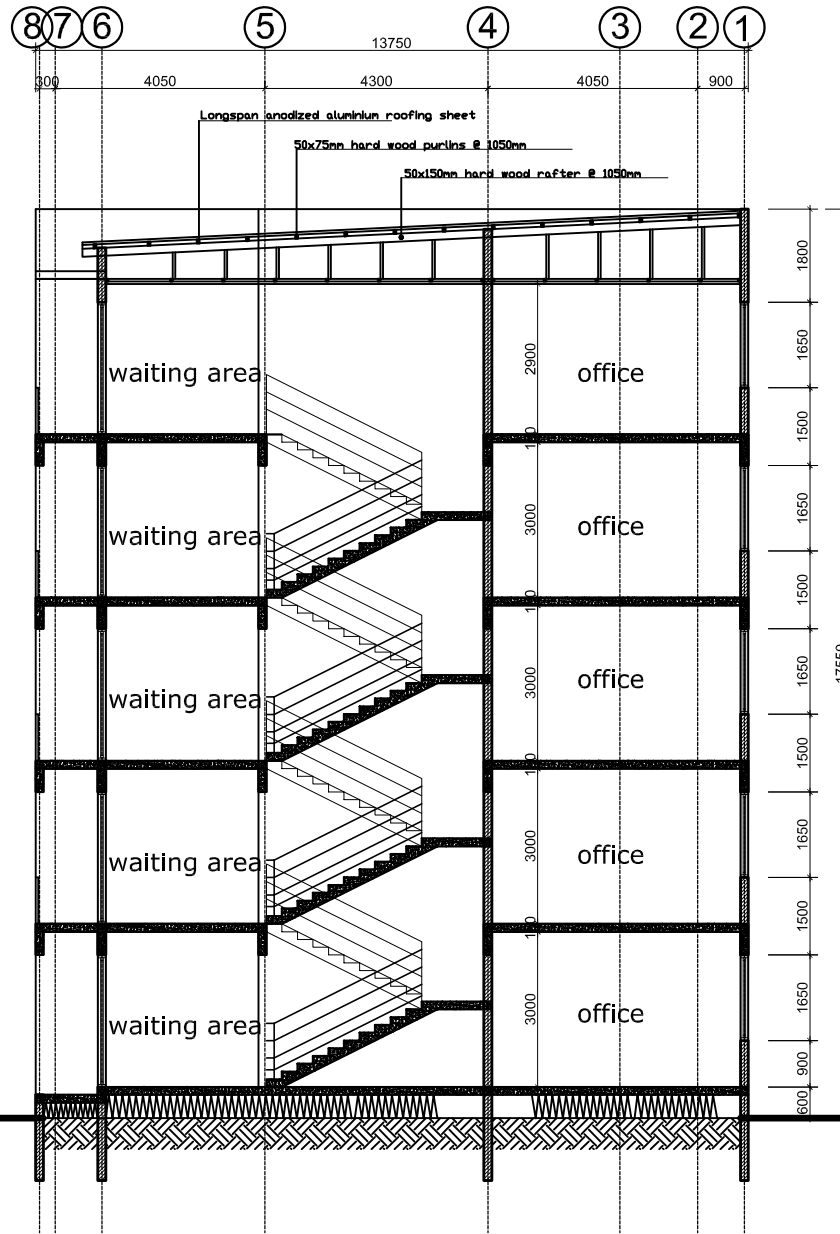 8 7 6 5 4 3 2 1
13750
300 4050 4300 4050 900
Longspan anodized aluminium roofing sheet
50x75mm hard wood purlins @ 1050mm
50x150mm hard wood rafter @ 1050mm
1800
1650
2900
waiting area office
1500
1650
3000
waiting area office
1500
1650
17550
3000
waiting area office
1500
1650
3000
waiting area office
1500
1650
3000
waiting area office
900
600